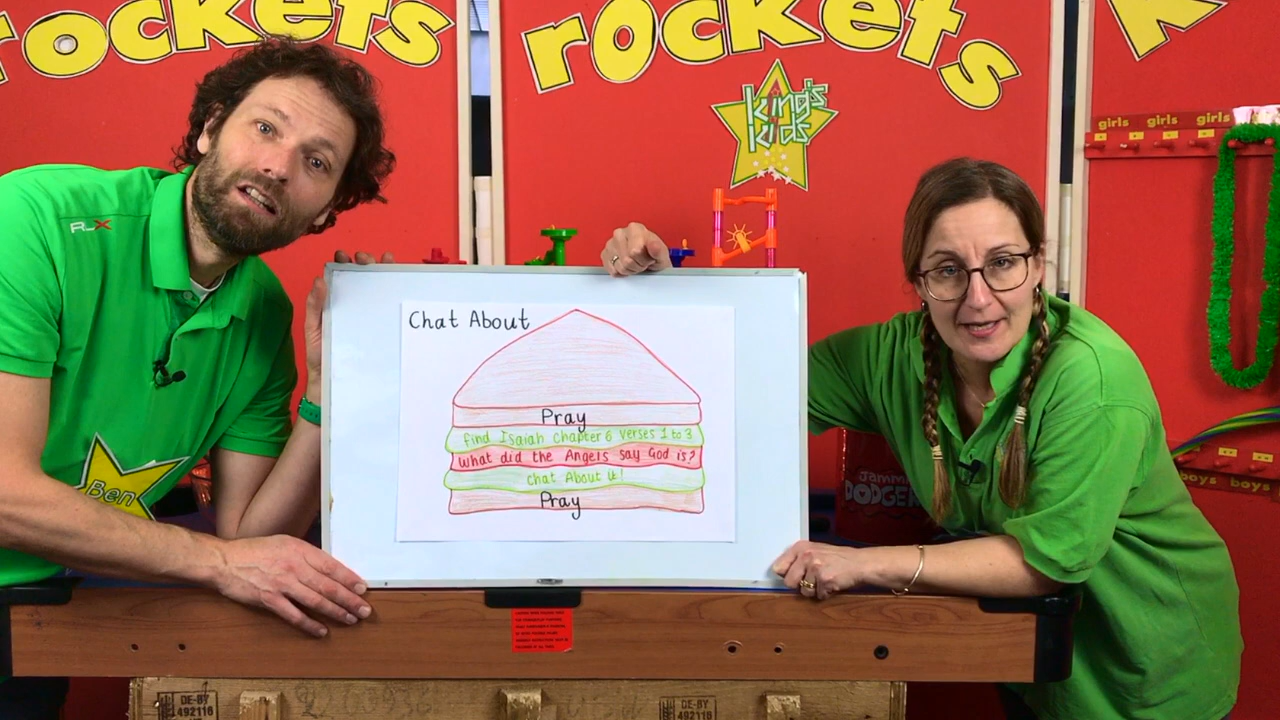 rockets
rockets
King's
Kids
girls girls girls
RLX
Chat About
Pray
find Isaiah chapter 6 verses 1 to 3
What did the Angels say God is?
chat About it!
Pray
Ben
JAMMIE
DODGERS
boys boys
DE-BY
492116
DE-BY
492116